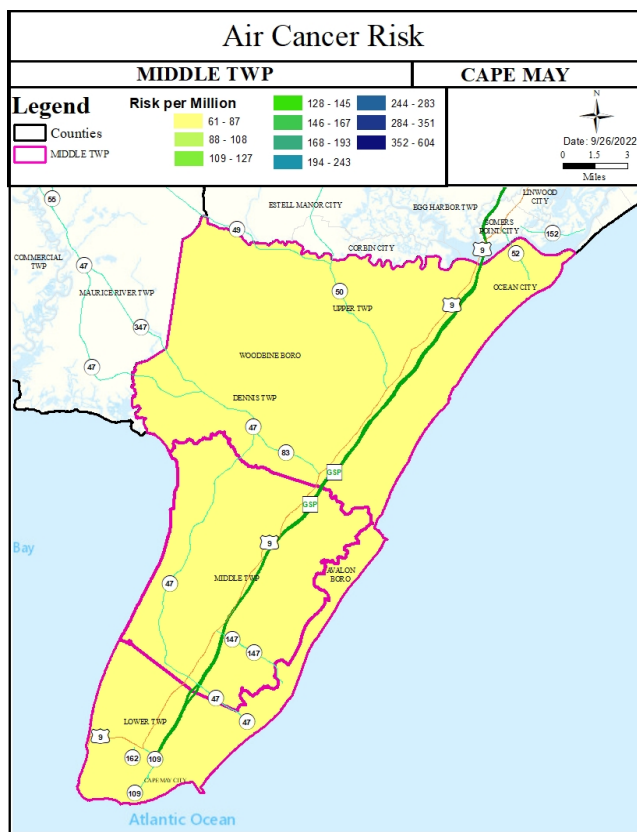 Air Cancer Risk
MIDDLE TWP
CAPE MAY
Legend
Counties
MIDDLE TWP
Risk per Million
61 - 87
88 - 108
109 - 127
128 - 145
146 - 167
168 - 193
194 - 243
244 - 283
284 - 351
352 - 604
N
Date: 9/26/2022
0 1.5 3
Miles
55
ESTELL MANOR CITY
EGG HARBOR TWP
LINWOOD
CITY
SOMERS
POINT CITY
49
152
CORBIN CITY
9
52
COMMERCIAL
TWP
47
MAURICE RIVER TWP
50
OCEAN CITY
9
UPPER TWP
347
WOODBINE BORO
47
DENNIS TWP
47
83
GSP
GSP
9
Bay
AVALON
BORO
MIDDLE TWP
47
147
147
47
47
LOWER TWP
9
162
109
CAPE MAY CITY
109
Atlantic Ocean